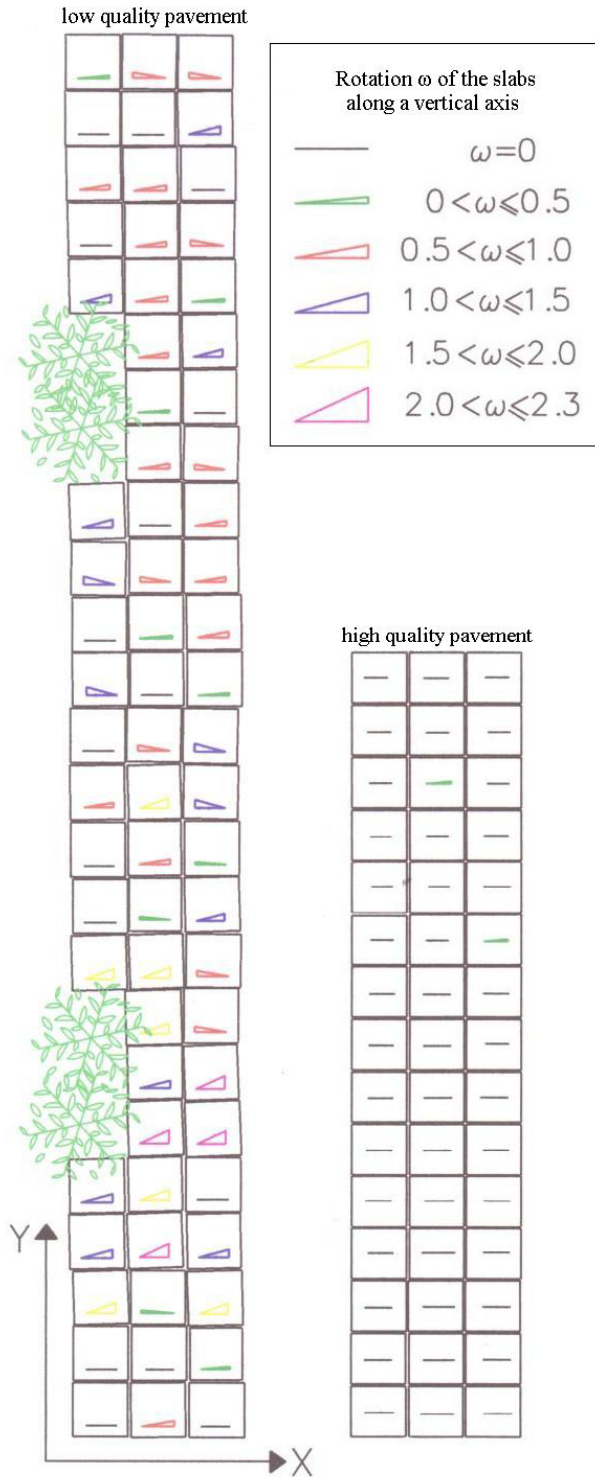 low quality pavement
Rotation ω of the slabs
along a vertical axis
ω=0
0<ω⩽0.5
0.5<ω⩽1.0
1.0<ω⩽1.5
1.5<ω⩽2.0
2.0<ω⩽2.3
high quality pavement
Y
X